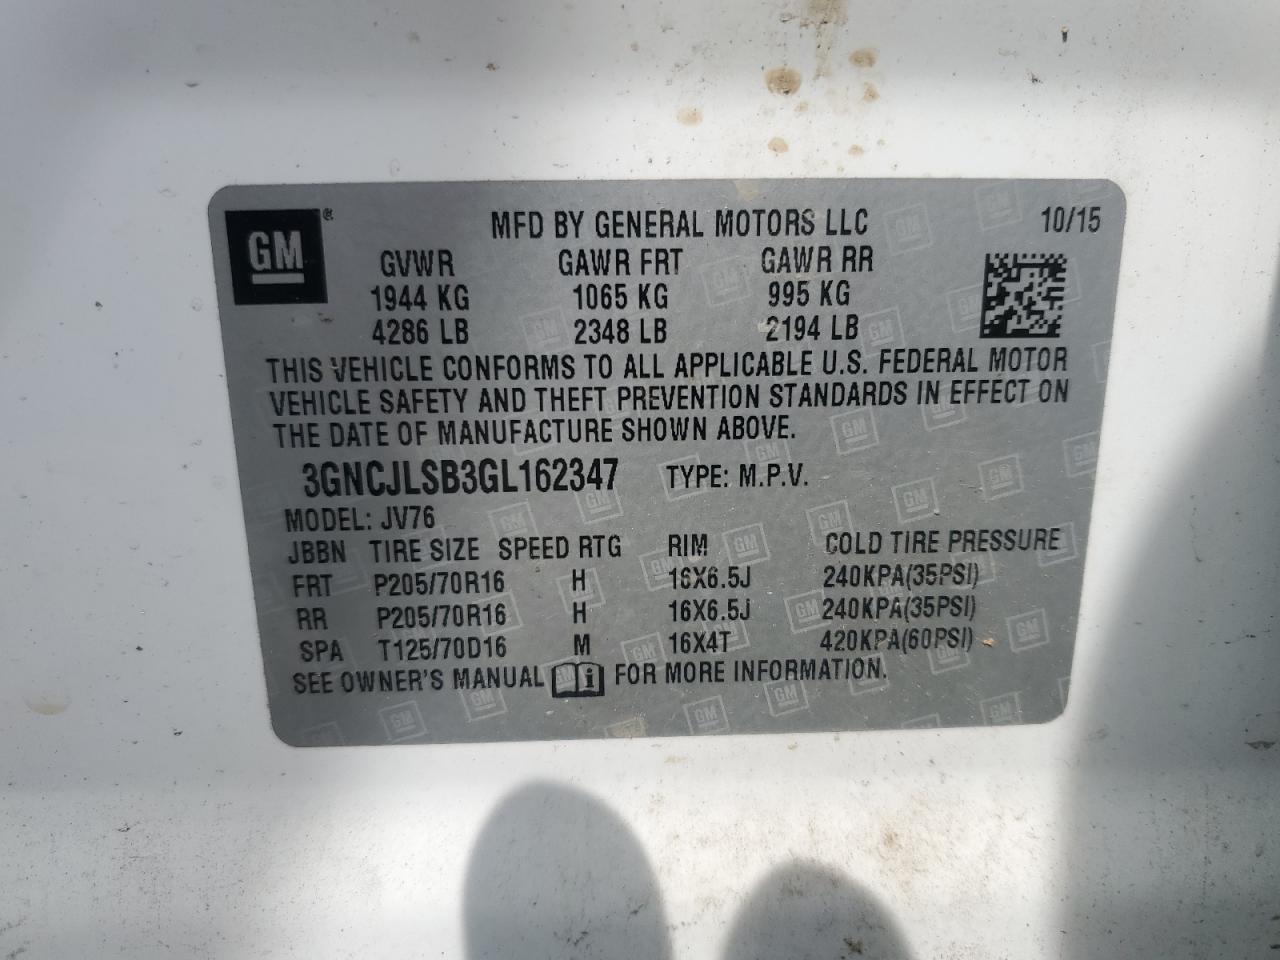 GM ® MFD BY GENERAL MOTORS LLC 10/15
GVWR GAWR FRT GAWR RR
1944 KG 1065 KG 995 KG
4286 LB 2348 LB 2194 LB
THIS VEHICLE CONFORMS TO ALL APPLICABLE U.S. FEDERAL MOTOR
VEHICLE SAFETY AND THEFT PREVENTION STANDARDS IN EFFECT ON
THE DATE OF MANUFACTURE SHOWN ABOVE.
3GNCJLSB3GL162347 TYPE: M.P.V.
MODEL: JV76
JBBN TIRE SIZE SPEED RTG RIM COLD TIRE PRESSURE
FRT P205/70R16 H 16X6.5J 240KPA(35PSI)
RR P205/70R16 H 16X6.5J 240KPA(35PSI)
SPA T125/70D16 M 16X4T 420KPA(60PSI)
SEE OWNER'S MANUAL i FOR MORE INFORMATION.